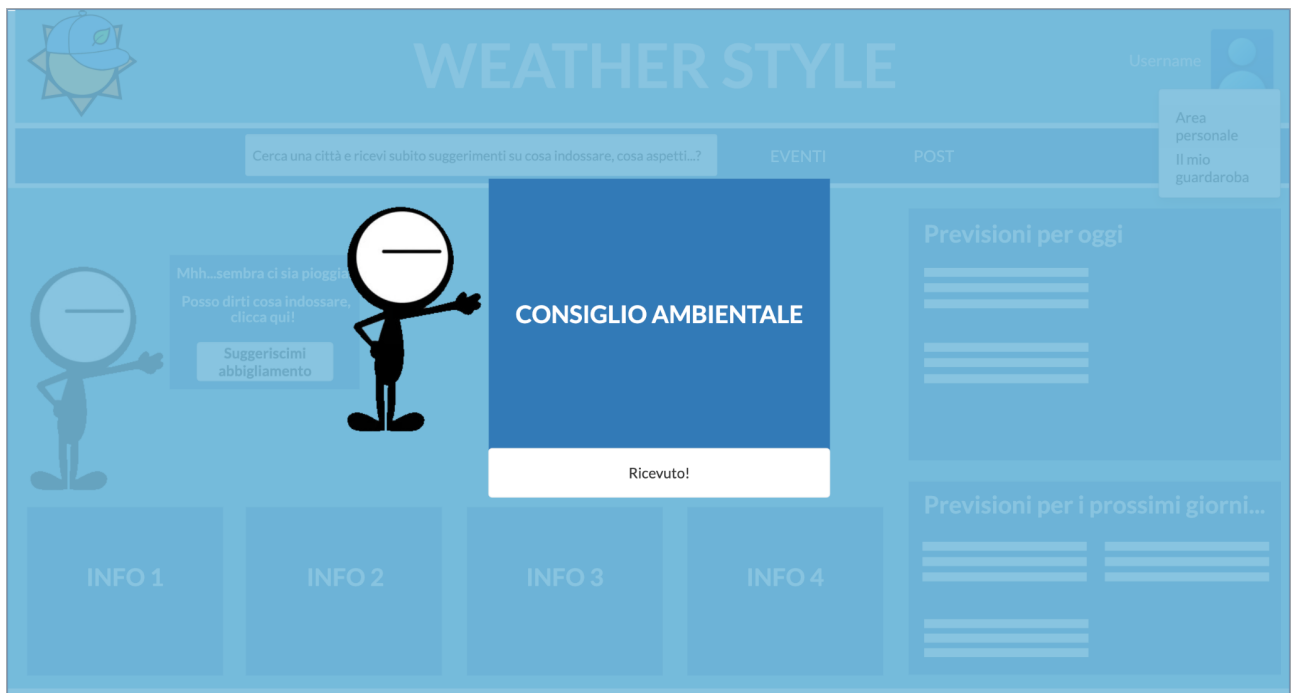 WEATHER STYLE
Username
Area
personale
Il mio
guardaroba
Cerca una città e ricevi subito suggerimenti su cosa indossare, cosa aspetti...?
EVENTI
POST
Mhh...sembra ci sia pioggia
Posso dirti cosa indossare,
clicca qui!
Suggeriscimi
abbigliamento
CONSIGLIO AMBIENTALE
Ricevuto!
Previsioni per oggi
Previsioni per i prossimi giorni...
INFO 1
INFO 2
INFO 3
INFO 4